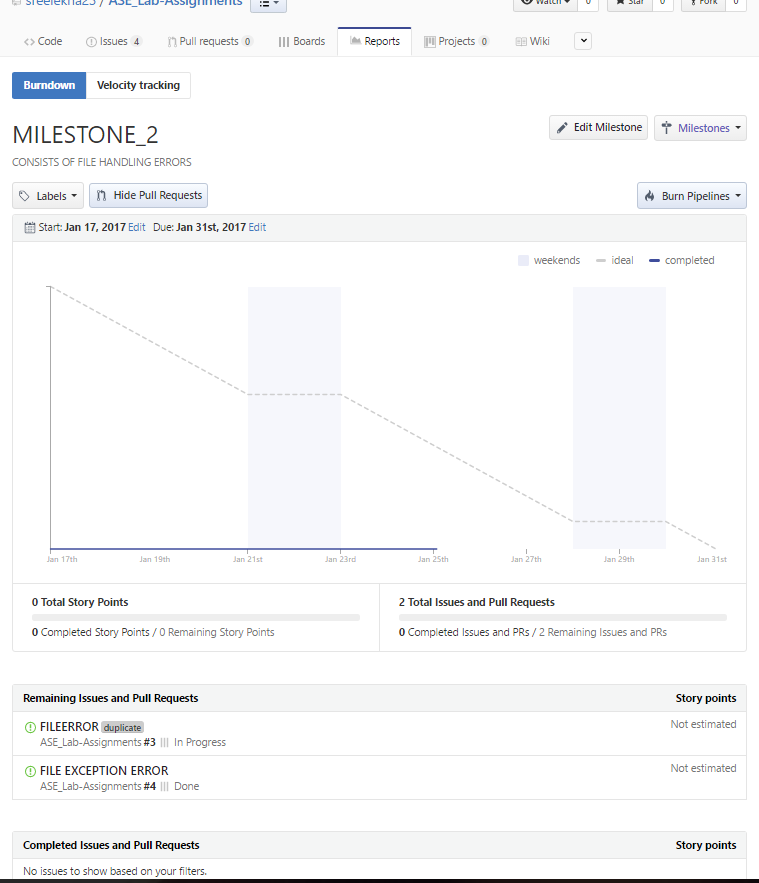 sreelekha25 / ASE_Lab-Assignments Watch 0 Star 0 Fork 0
Code Issues 4 Pull requests 0 Boards Reports Projects 0 Wiki
Burndown Velocity tracking
MILESTONE_2 Edit Milestone Milestones
CONSISTS OF FILE HANDLING ERRORS
Labels Hide Pull Requests Burn Pipelines
Start: Jan 17, 2017 Edit Due: Jan 31st, 2017 Edit
weekends ideal completed
Jan 17th Jan 19th Jan 21st Jan 23rd Jan 25th Jan 27th Jan 29th Jan 31st
0 Total Story Points 2 Total Issues and Pull Requests
0 Completed Story Points / 0 Remaining Story Points 0 Completed Issues and PRs / 2 Remaining Issues and PRs
Remaining Issues and Pull Requests Story points
FILEERROR duplicate Not estimated
ASE_Lab-Assignments #3 In Progress
FILE EXCEPTION ERROR Not estimated
ASE_Lab-Assignments #4 Done
Completed Issues and Pull Requests Story points
No issues to show based on your filters.